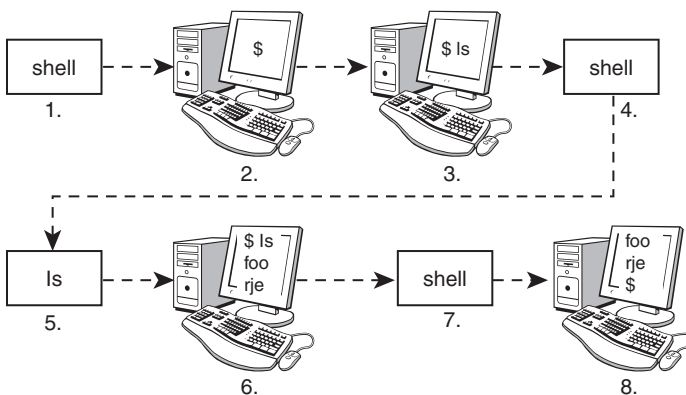 shell
$
$ ls
shell
1.
2.
3.
4.
ls
$ ls
foo
rje
shell
foo
rje
$
5.
6.
7.
8.